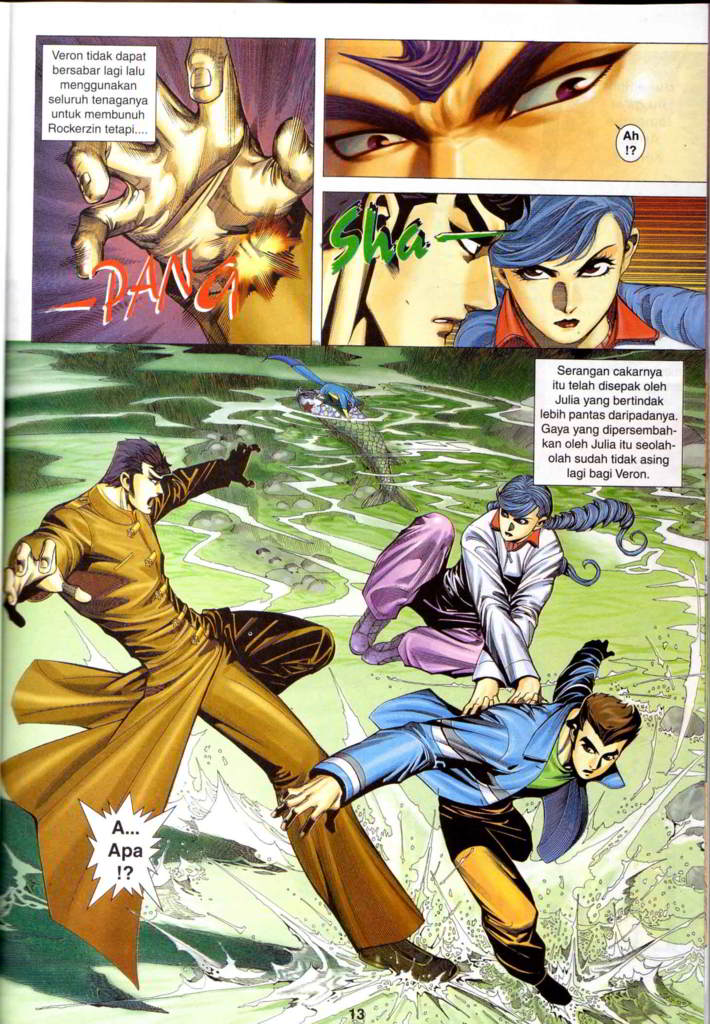 Veron tidak dapat
bersabar lagi lalu
menggunakan
seluruh tenaganya
untuk membunuh
Rockerzin tetapi....
PANG
Ah
!?
Sha
Serangan cakarnya
itu telah disepak oleh
Julia yang bertindak
lebih pantas daripadanya.
Gaya yang dipersembah-
kan oleh Julia itu seolah-
olah sudah tidak asing
lagi bagi Veron.
A...
Apa
!?
13